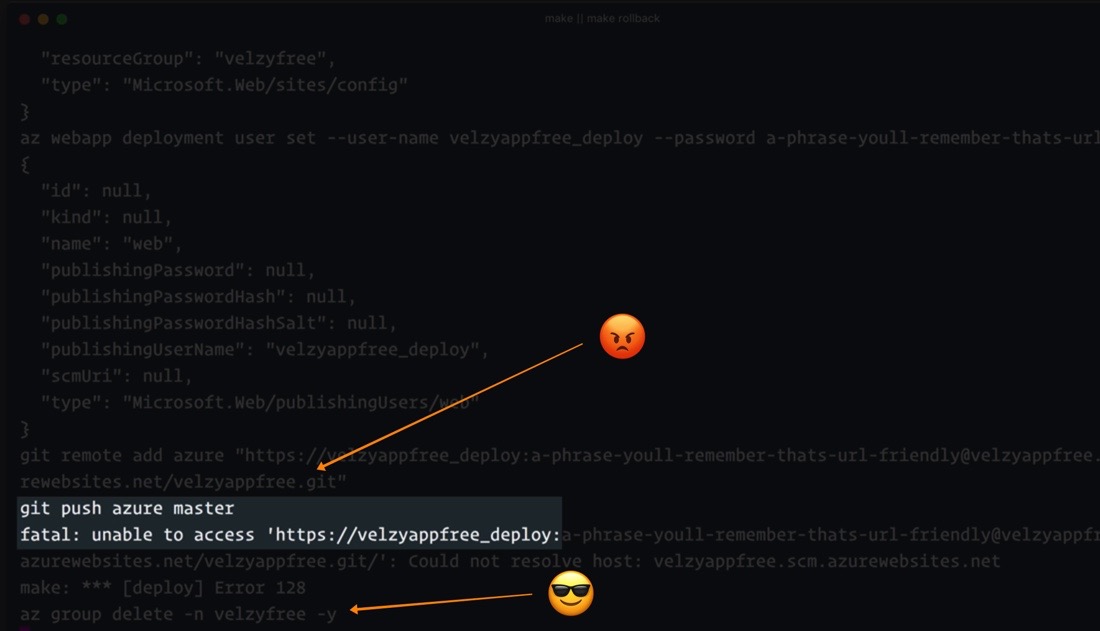 make || make rollback
"resourceGroup": "velzyfree",
"type": "Microsoft.Web/sites/config"
}
az webapp deployment user set --user-name velzyappfree_deploy --password a-phrase-youll-remember-thats-url
{
"id": null,
"kind": null,
"name": "web",
"publishingPassword": null,
"publishingPasswordHash": null,
"publishingPasswordHashSalt": null,
"publishingUserName": "velzyappfree_deploy",
"scmUri": null,
"type": "Microsoft.Web/publishingUsers/web"
}
git remote add azure "https://velzyappfree_deploy:a-phrase-youll-remember-thats-url-friendly@velzyappfree.
rewebsites.net/velzyappfree.git"
git push azure master
fatal: unable to access 'https://velzyappfree_deploy:a-phrase-youll-remember-thats-url-friendly@velzyappfr
azurewebsites.net/velzyappfree.git/': Could not resolve host: velzyappfree.scm.azurewebsites.net
make: *** [deploy] Error 128
az group delete -n velzyfree -y